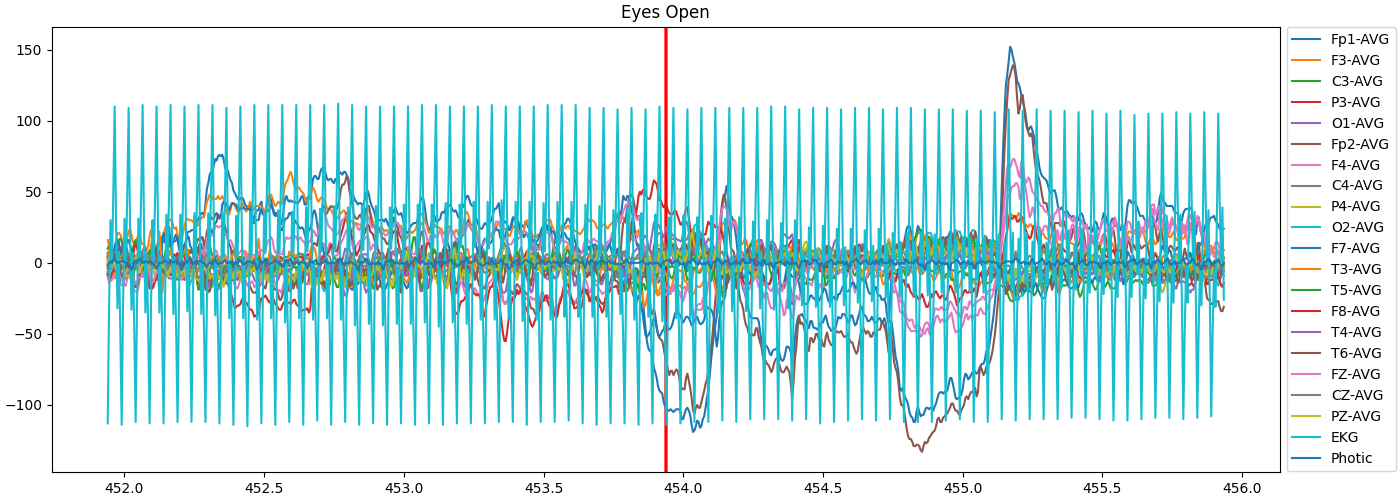 Eyes Open
150
100
50
0
−50
−100
452.0 452.5 453.0 453.5 454.0 454.5 455.0 455.5 456.0
Fp1-AVG
F3-AVG
C3-AVG
P3-AVG
O1-AVG
Fp2-AVG
F4-AVG
C4-AVG
P4-AVG
O2-AVG
F7-AVG
T3-AVG
T5-AVG
F8-AVG
T4-AVG
T6-AVG
FZ-AVG
CZ-AVG
PZ-AVG
EKG
Photic